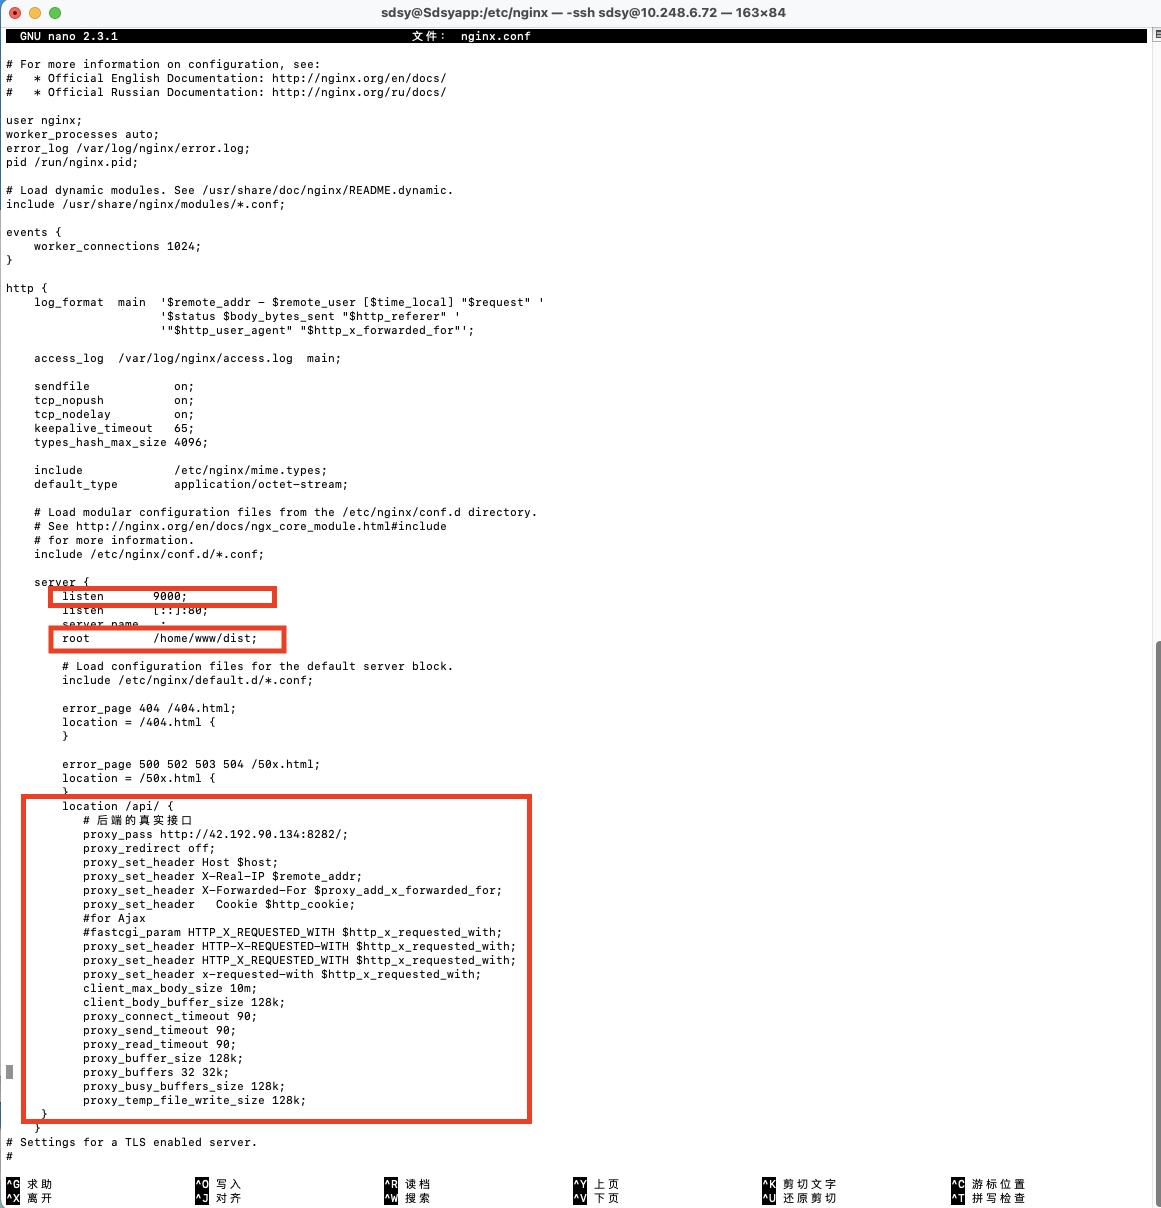 sdsy@Sdsyapp:/etc/nginx — -ssh sdsy@10.248.6.72 — 163×84
GNU nano 2.3.1 文件： nginx.conf
# For more information on configuration, see:
#   * Official English Documentation: http://nginx.org/en/docs/
#   * Official Russian Documentation: http://nginx.org/ru/docs/
user nginx;
worker_processes auto;
error_log /var/log/nginx/error.log;
pid /run/nginx.pid;
# Load dynamic modules. See /usr/share/doc/nginx/README.dynamic.
include /usr/share/nginx/modules/*.conf;
events {
    worker_connections 1024;
}
http {
    log_format  main  '$remote_addr - $remote_user [$time_local] "$request" '
                      '$status $body_bytes_sent "$http_referer" '
                      '"$http_user_agent" "$http_x_forwarded_for"';
    access_log  /var/log/nginx/access.log  main;
    sendfile            on;
    tcp_nopush          on;
    tcp_nodelay         on;
    keepalive_timeout   65;
    types_hash_max_size 4096;
    include             /etc/nginx/mime.types;
    default_type        application/octet-stream;
    # Load modular configuration files from the /etc/nginx/conf.d directory.
    # See http://nginx.org/en/docs/ngx_core_module.html#include
    # for more information.
    include /etc/nginx/conf.d/*.conf;
    server {
        listen       9000;
        listen       [::]:80;
        server_name
        root         /home/www/dist;
        # Load configuration files for the default server block.
        include /etc/nginx/default.d/*.conf;
        error_page 404 /404.html;
        location = /404.html {
        }
        error_page 500 502 503 504 /50x.html;
        location = /50x.html {
        }
        location /api/ {
           # 后端的真实接口
           proxy_pass http://42.192.90.134:8282/;
           proxy_redirect off;
           proxy_set_header Host $host;
           proxy_set_header X-Real-IP $remote_addr;
           proxy_set_header X-Forwarded-For $proxy_add_x_forwarded_for;
           proxy_set_header   Cookie $http_cookie;
           #for Ajax
           #fastcgi_param HTTP_X_REQUESTED_WITH $http_x_requested_with;
           proxy_set_header HTTP-X-REQUESTED-WITH $http_x_requested_with;
           proxy_set_header HTTP_X_REQUESTED_WITH $http_x_requested_with;
           proxy_set_header x-requested-with $http_x_requested_with;
           client_max_body_size 10m;
           client_body_buffer_size 128k;
           proxy_connect_timeout 90;
           proxy_send_timeout 90;
           proxy_read_timeout 90;
           proxy_buffer_size 128k;
           proxy_buffers 32 32k;
           proxy_busy_buffers_size 128k;
           proxy_temp_file_write_size 128k;
     }
    }
# Settings for a TLS enabled server.
#
^G 求助 ^O 写入 ^R 读档 ^Y 上页 ^K 剪切文字 ^C 游标位置
^X 离开 ^J 对齐 ^W 搜索 ^V 下页 ^U 还原剪切 ^T 拼写检查